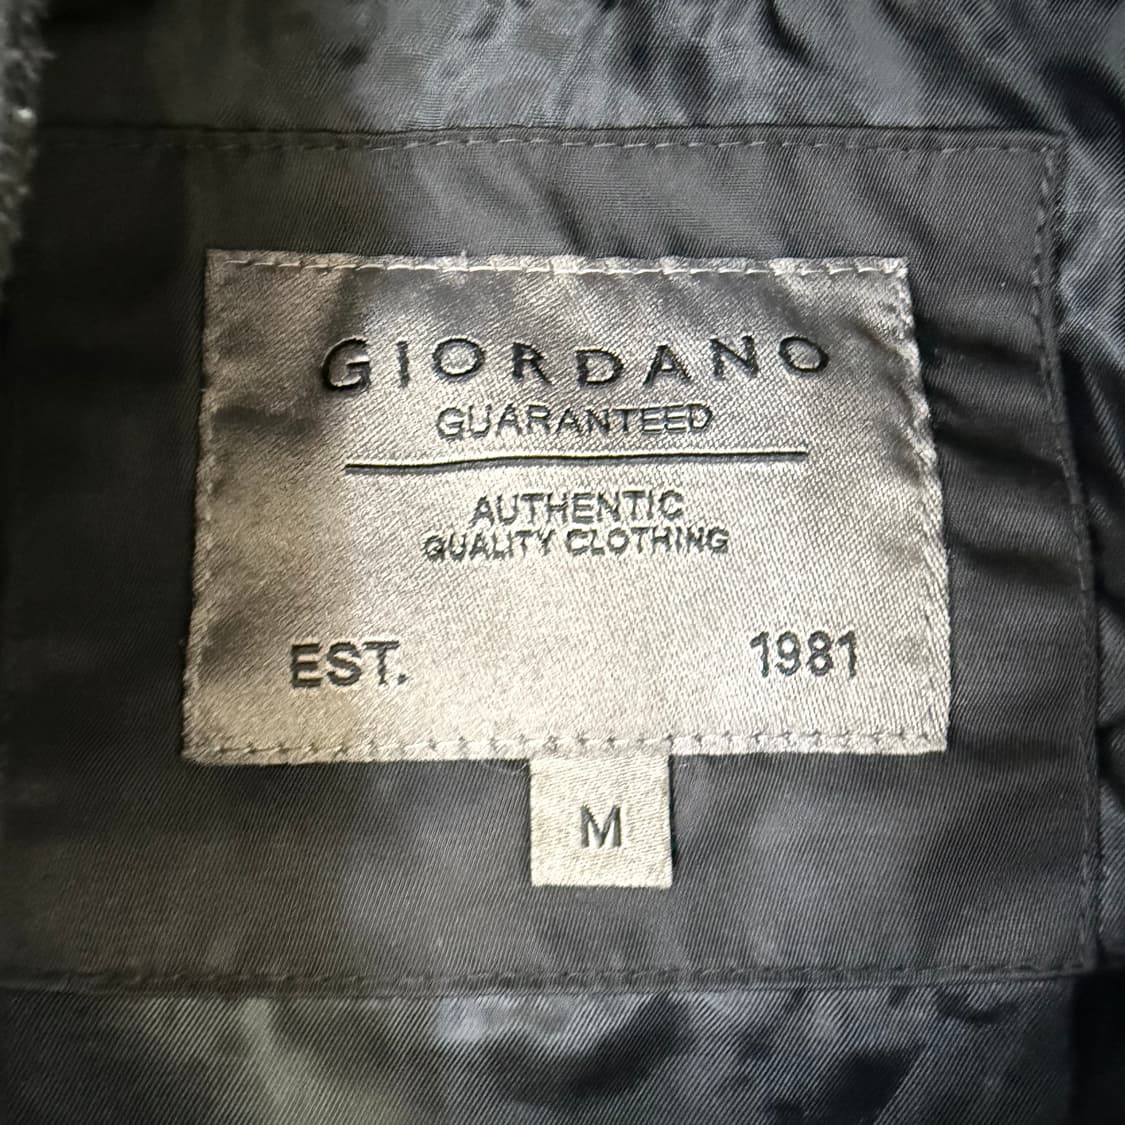 GIORDANO
GUARANTEED
AUTHENTIC
QUALITY CLOTHING
EST. 1981
M